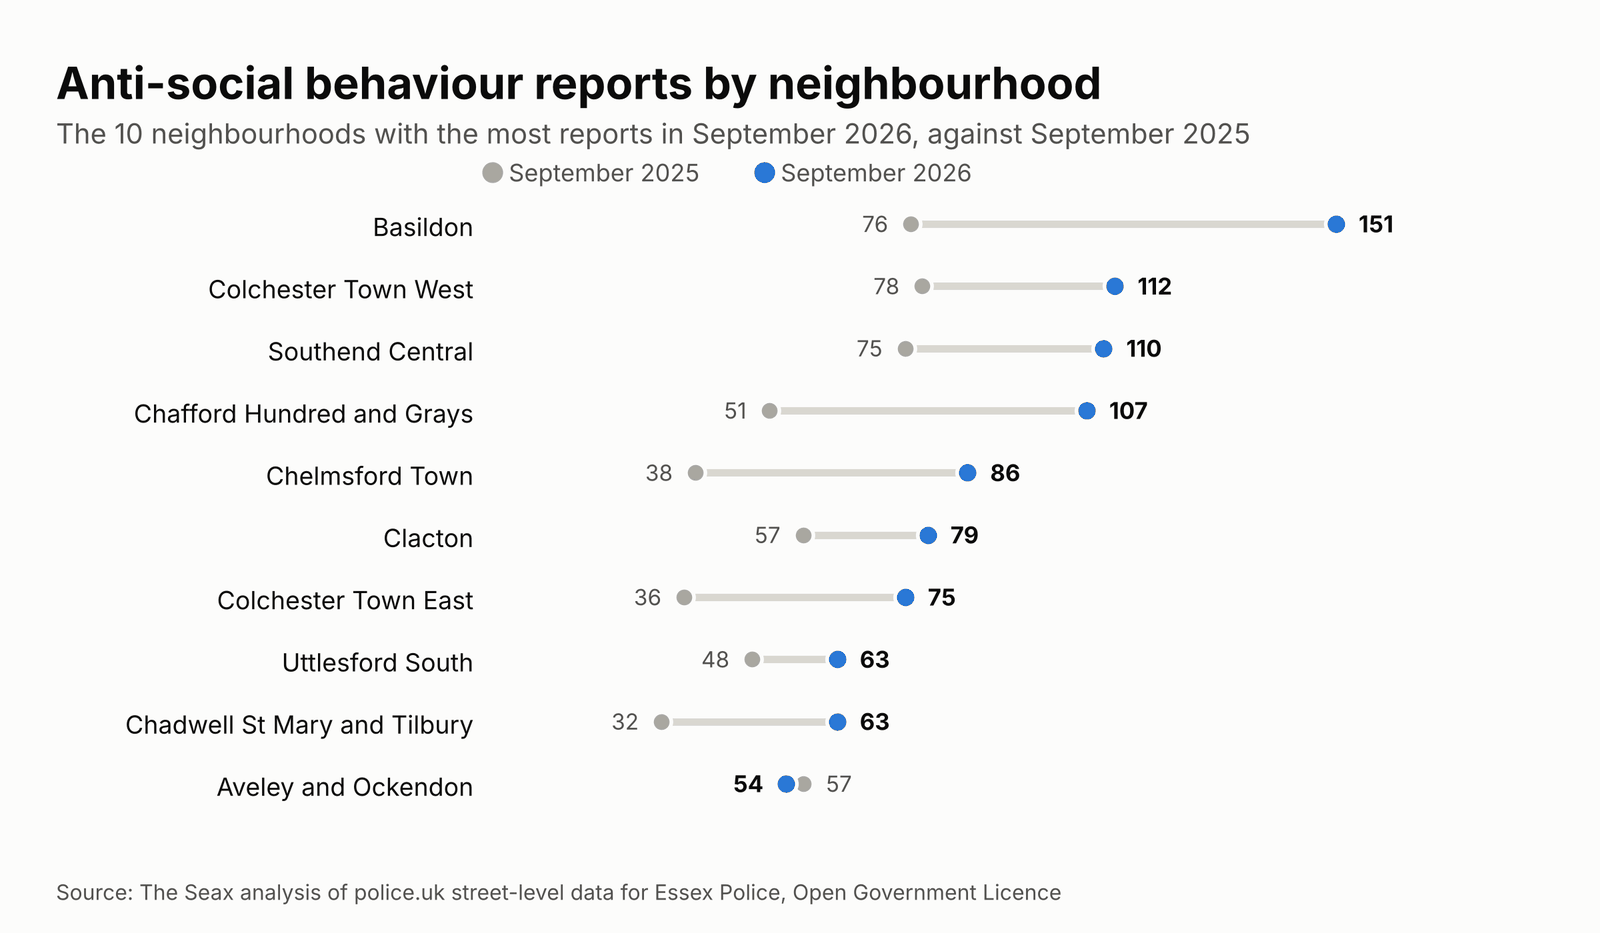 Anti-social behaviour reports by neighbourhood
The 10 neighbourhoods with the most reports in September 2026, against September 2025
September 2025 September 2026
Basildon 76 151
Colchester Town West 78 112
Southend Central 75 110
Chafford Hundred and Grays 51 107
Chelmsford Town 38 86
Clacton 57 79
Colchester Town East 36 75
Uttlesford South 48 63
Chadwell St Mary and Tilbury 32 63
Aveley and Ockendon 54 57
Source: The Seax analysis of police.uk street-level data for Essex Police, Open Government Licence